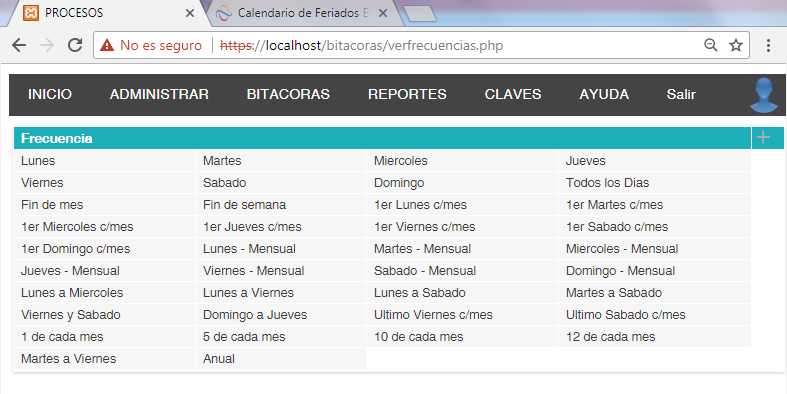 PROCESOS
Calendario de Feriados E
No es seguro https://localhost/bitacoras/verfrecuencias.php
INICIO ADMINISTRAR BITACORAS REPORTES CLAVES AYUDA Salir
Frecuencia
Lunes Martes Miercoles Jueves
Viernes Sabado Domingo Todos los Dias
Fin de mes Fin de semana 1er Lunes c/mes 1er Martes c/mes
1er Miercoles c/mes 1er Jueves c/mes 1er Viernes c/mes 1er Sabado c/mes
1er Domingo c/mes Lunes - Mensual Martes - Mensual Miercoles - Mensual
Jueves - Mensual Viernes - Mensual Sabado - Mensual Domingo - Mensual
Lunes a Miercoles Lunes a Viernes Lunes a Sabado Martes a Sabado
Viernes y Sabado Domingo a Jueves Ultimo Viernes c/mes Ultimo Sabado c/mes
1 de cada mes 5 de cada mes 10 de cada mes 12 de cada mes
Martes a Viernes Anual